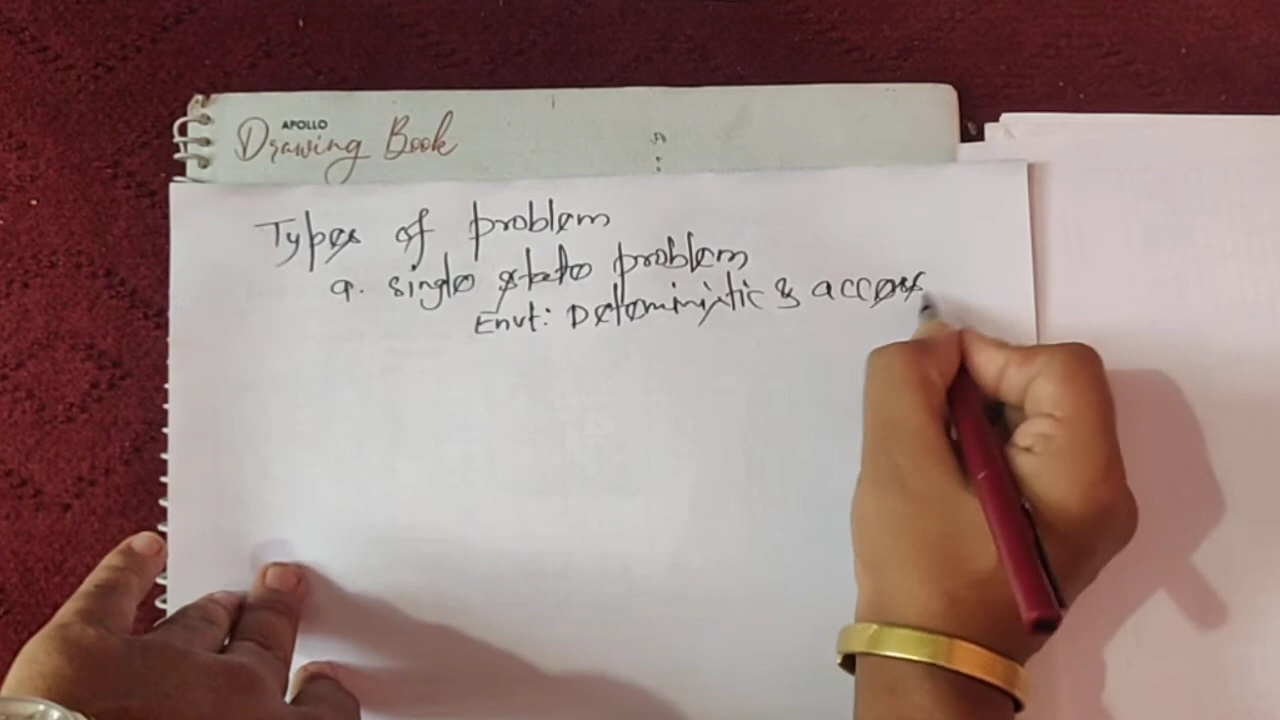 APOLLO
Drawing Book
Types of problem
a. single state problem
Envt: Deterministic & access